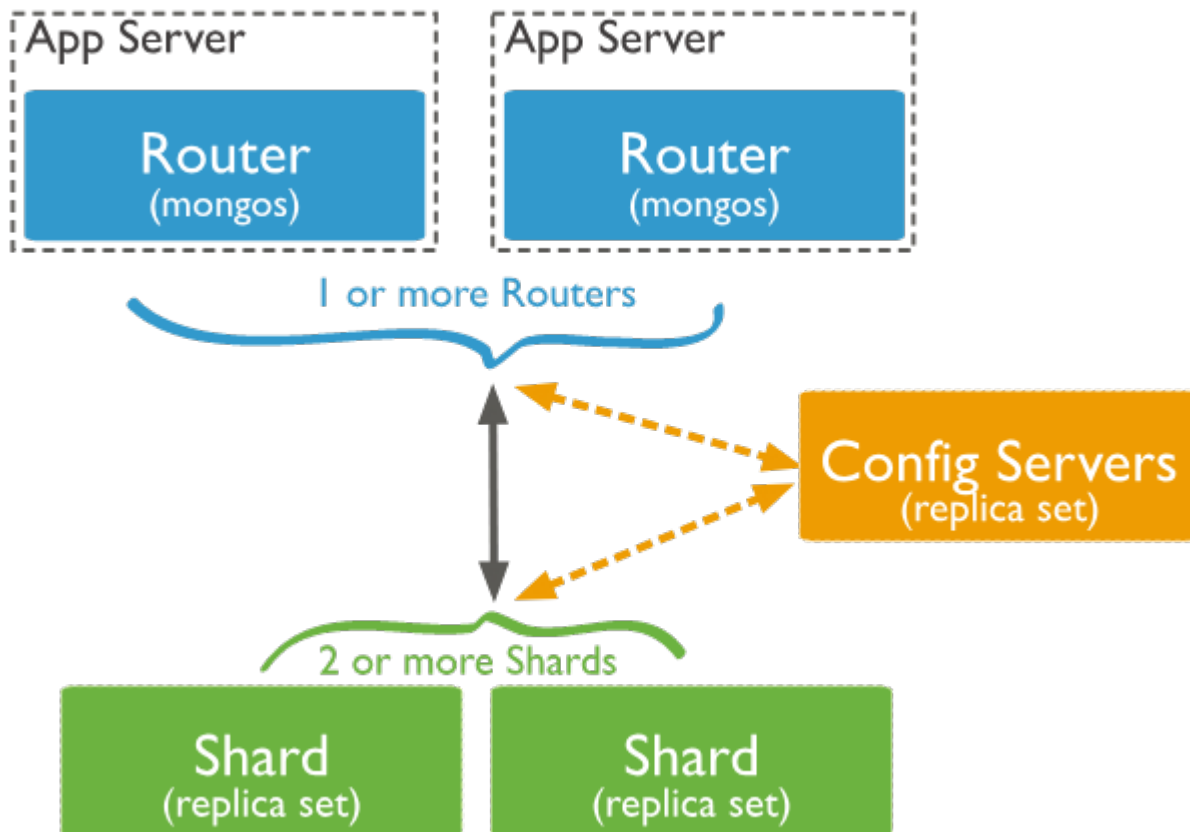 App Server
Router
(mongos)
App Server
Router
(mongos)
1 or more Routers
Config Servers
(replica set)
2 or more Shards
Shard
(replica set)
Shard
(replica set)